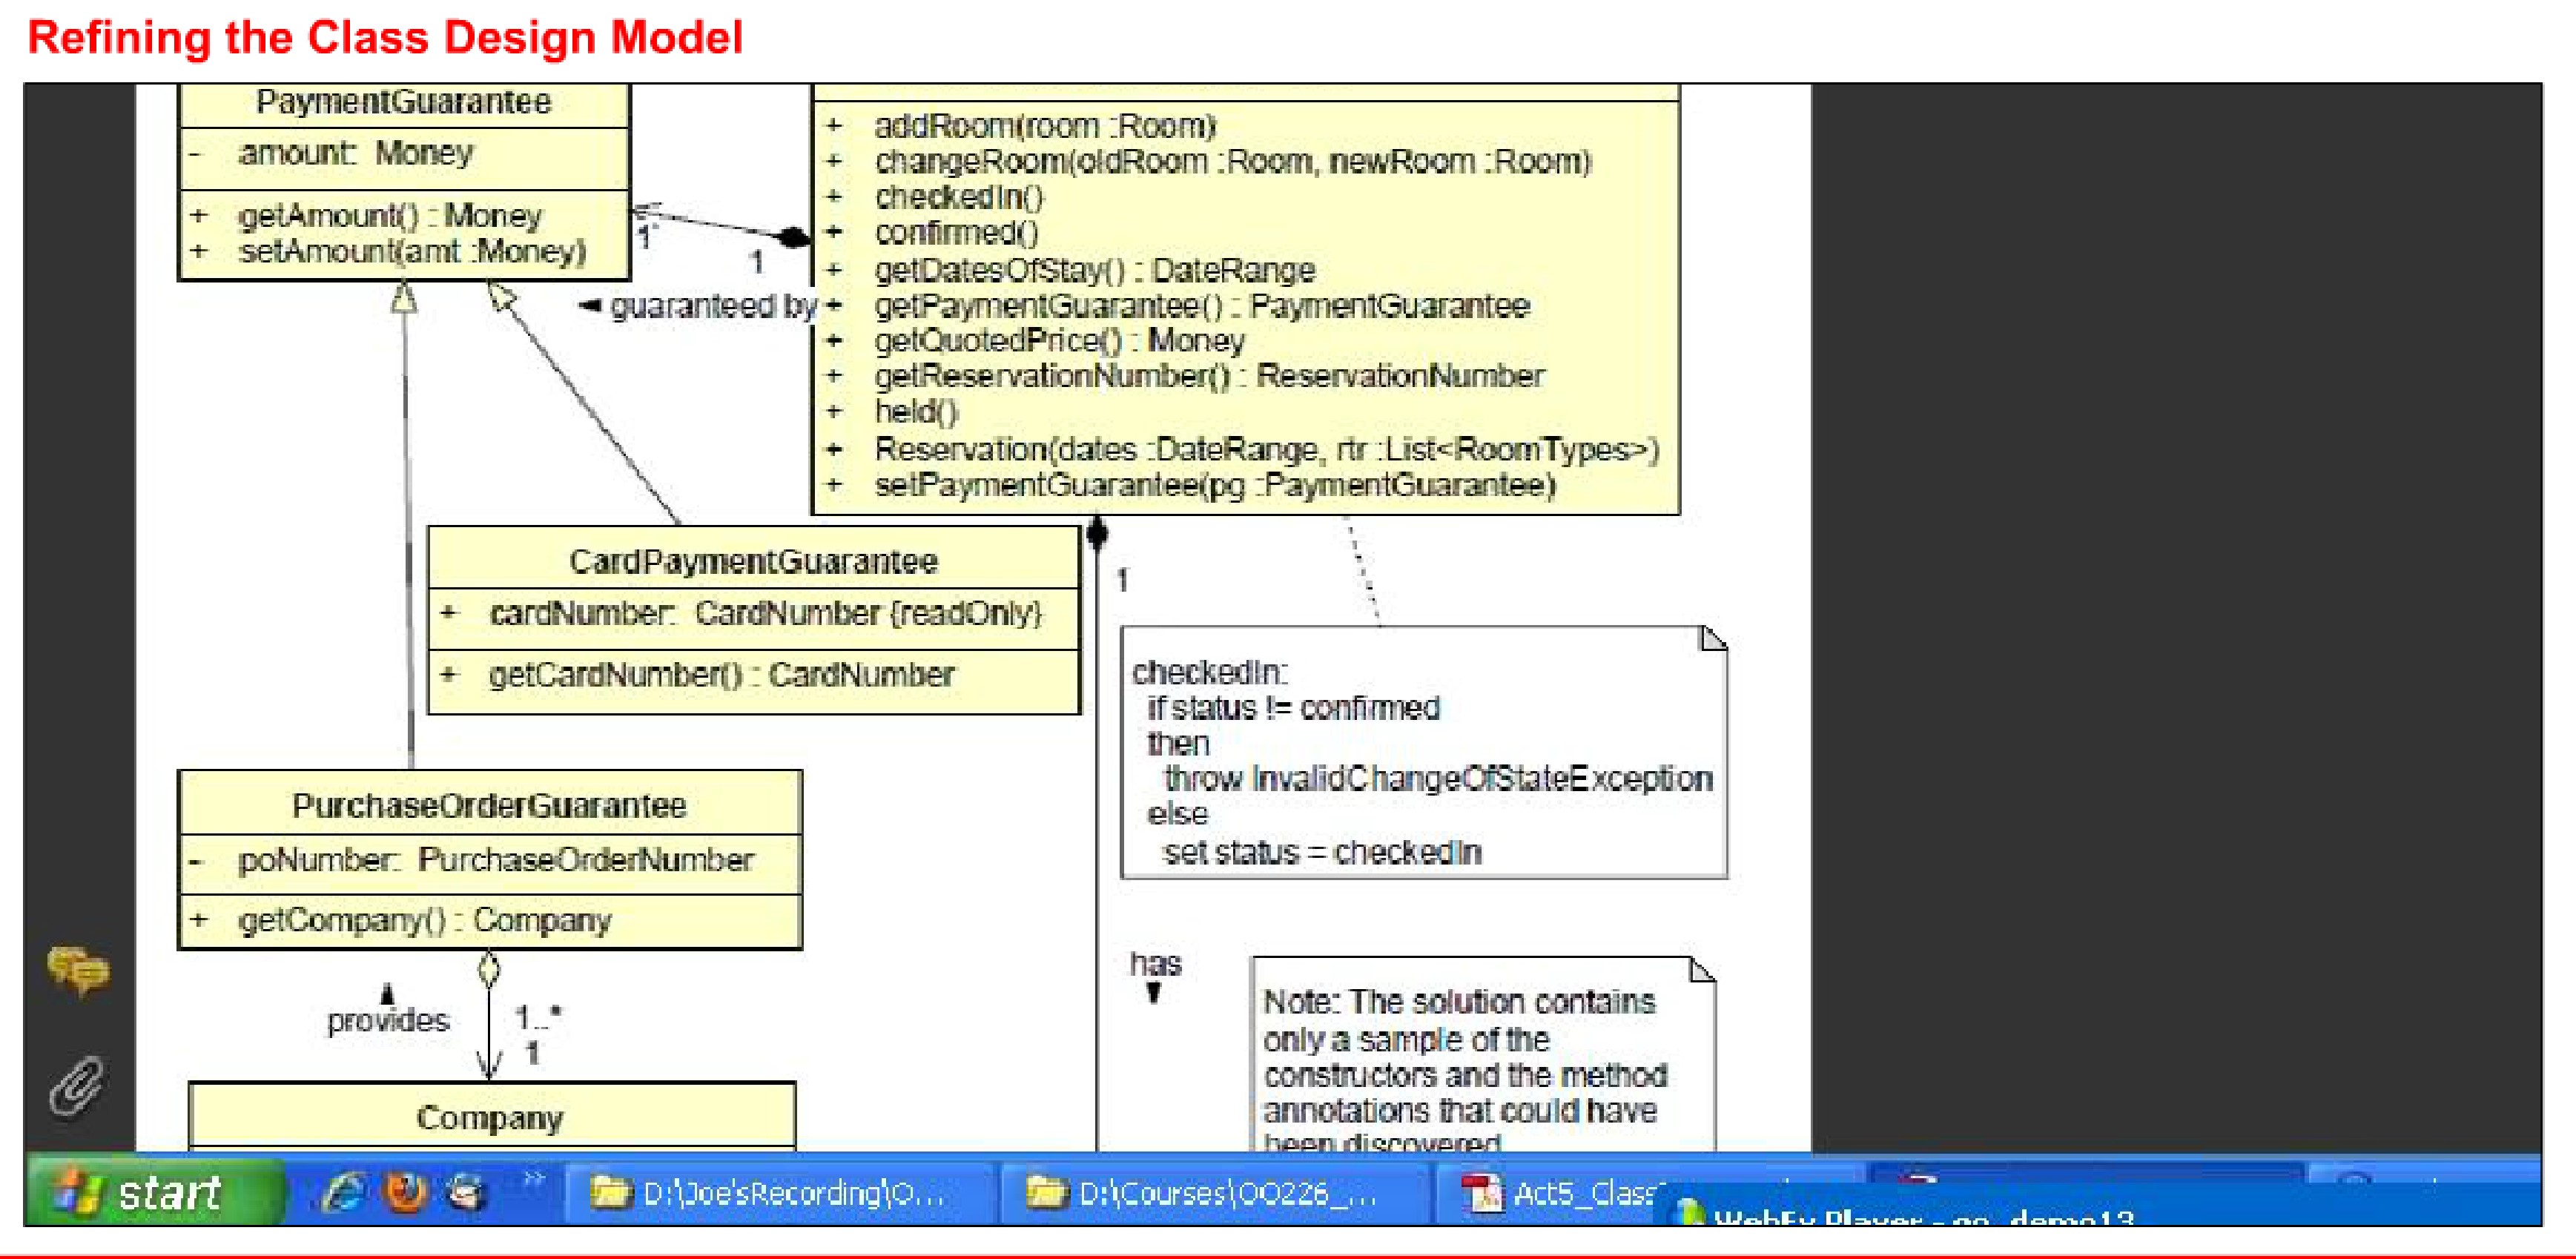 Refining the Class Design Model
PaymentGuarantee
- amount: Money
+ getAmount() : Money
+ setAmount(amt :Money)
1
1
◄ guaranteed by
+ addRoom(room :Room)
+ changeRoom(oldRoom :Room, newRoom :Room)
+ checkedIn()
+ confirmed()
+ getDatesOfStay() : DateRange
+ getPaymentGuarantee() : PaymentGuarantee
+ getQuotedPrice() : Money
+ getReservationNumber() : ReservationNumber
+ held()
+ Reservation(dates :DateRange, rtr :List<RoomTypes>)
+ setPaymentGuarantee(pg :PaymentGuarantee)
CardPaymentGuarantee
+ cardNumber: CardNumber {readOnly}
+ getCardNumber() : CardNumber
1
checkedIn:
if status != confirmed
then
throw InvalidChangeOfStateException
else
set status = checkedIn
PurchaseOrderGuarantee
- poNumber: PurchaseOrderNumber
+ getCompany() : Company
provides
1..*
1
Company
has
Note: The solution contains
only a sample of the
constructors and the method
annotations that could have
been discovered
start
D:\Joe'sRecording\O...
D:\Courses\OO226_...
Act5_Class
WebEx Player - oo_demo13